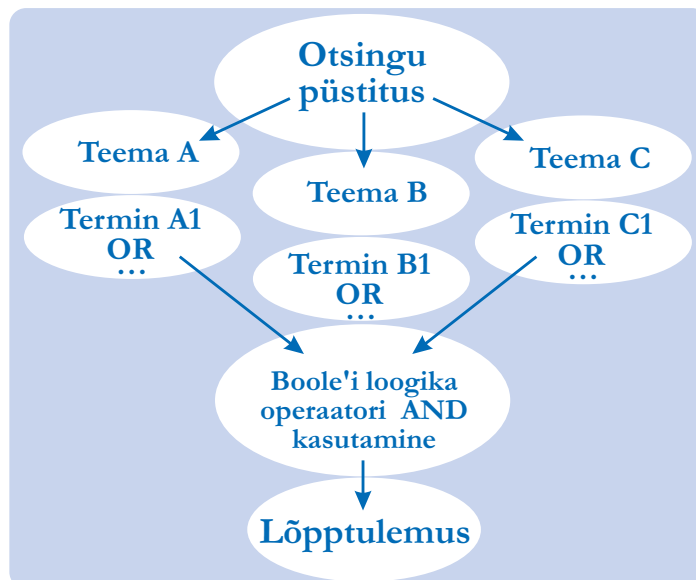 Otsingu
püstitus
Teema A
Teema B
Teema C
Termin A1
OR
...
Termin B1
OR
...
Termin C1
OR
...
Boole'i loogika
operaatori AND
kasutamine
Lõpptulemus